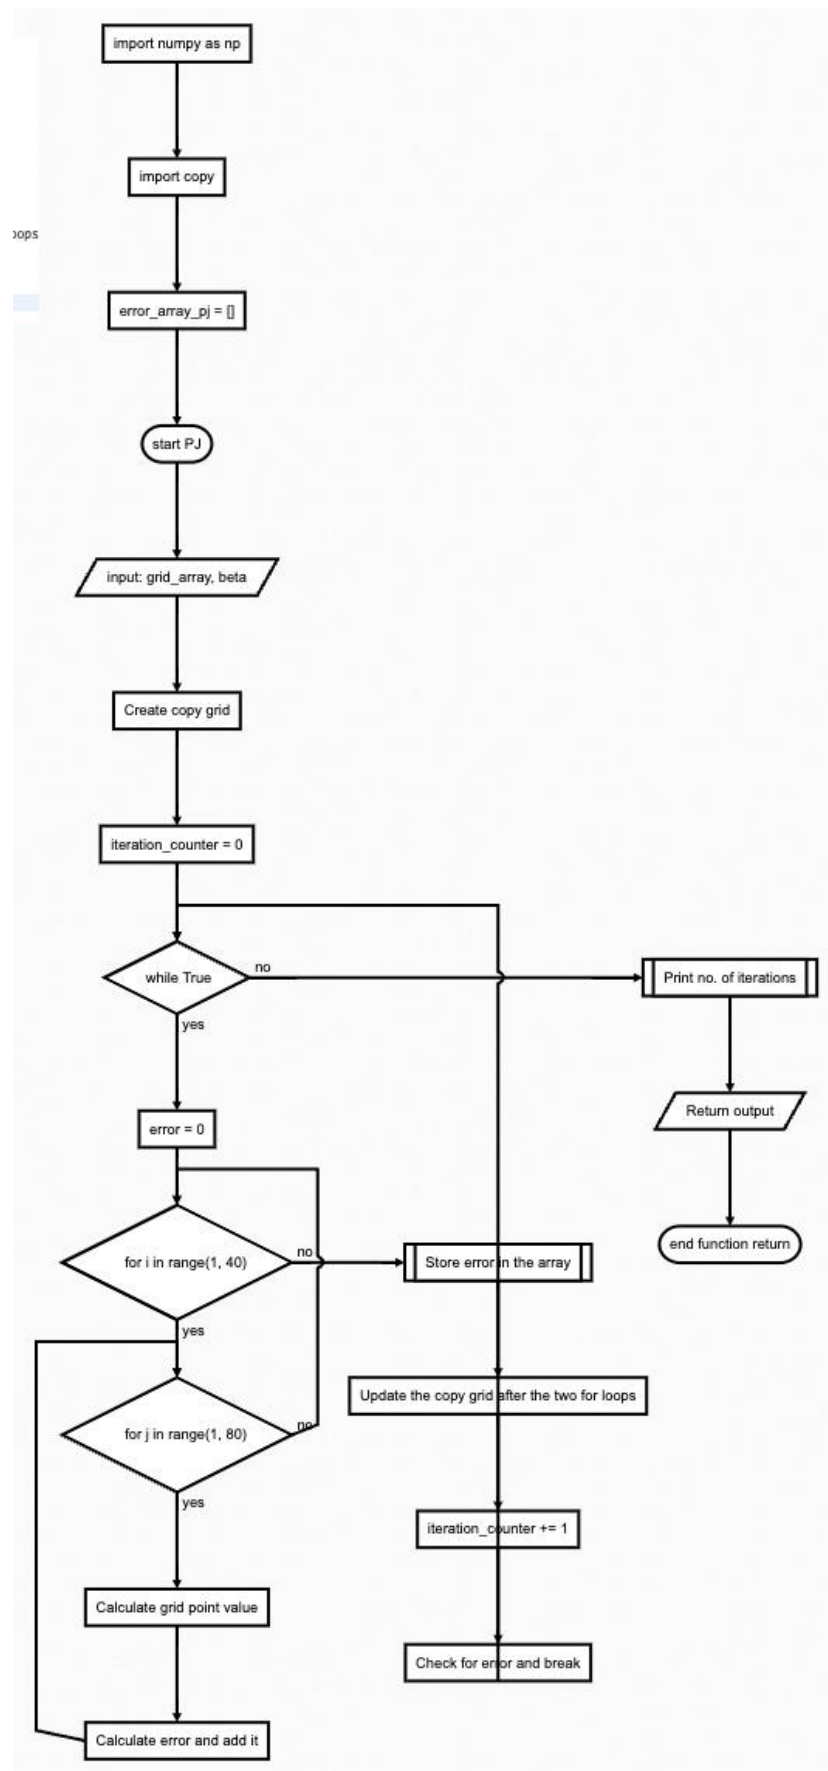 import numpy as np
import copy
oops
error_array_pj = []
start PJ
input: grid_array, beta
Create copy grid
iteration_counter = 0
while True
no
Print no. of iterations
yes
Return output
error = 0
end function return
for i in range(1, 40)
no
Store error in the array
yes
Update the copy grid after the two for loops
for j in range(1, 80)
no
yes
iteration_counter += 1
Calculate grid point value
Check for error and break
Calculate error and add it